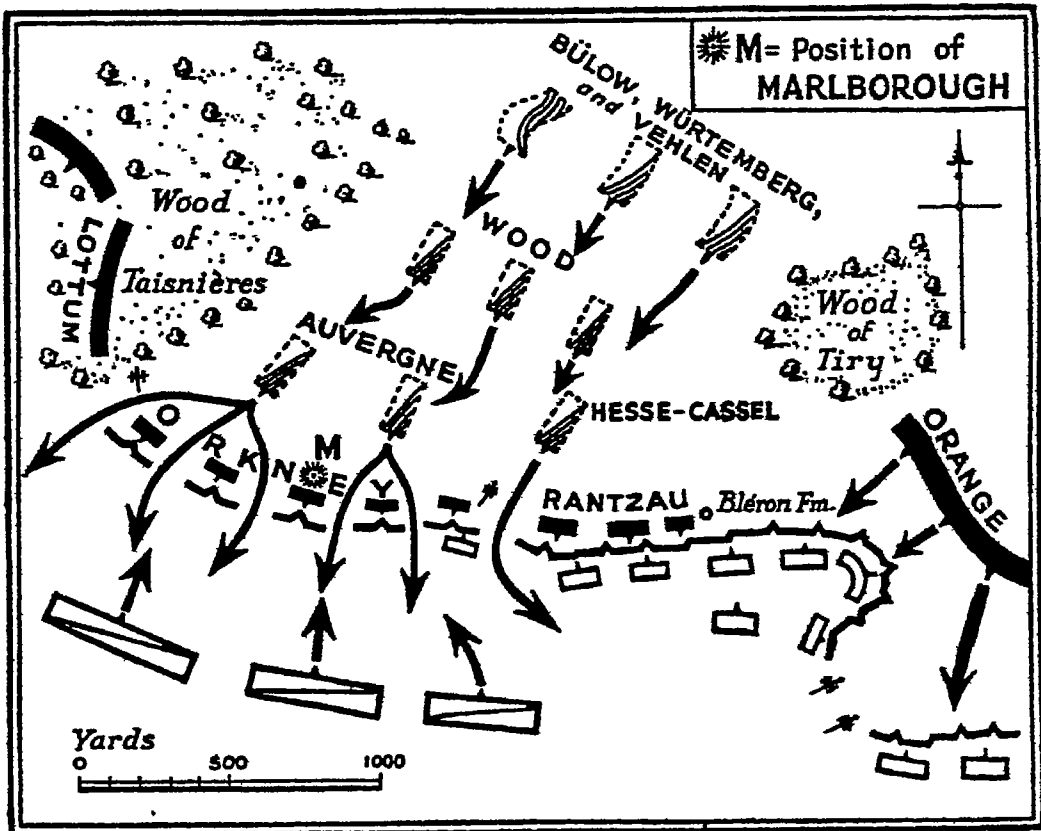 M= Position of
MARLBOROUGH
BÜLOW, WÜRTEMBERG,
and VEHLEN
Wood
of
Taisnières
LOTTUM
WOOD
Wood
of
Tiry
AUVERGNE
HESSE-CASSEL
ORANGE
ORKNEY
M
RANTZAU
Bléron Fm.
Yards
0 500 1000